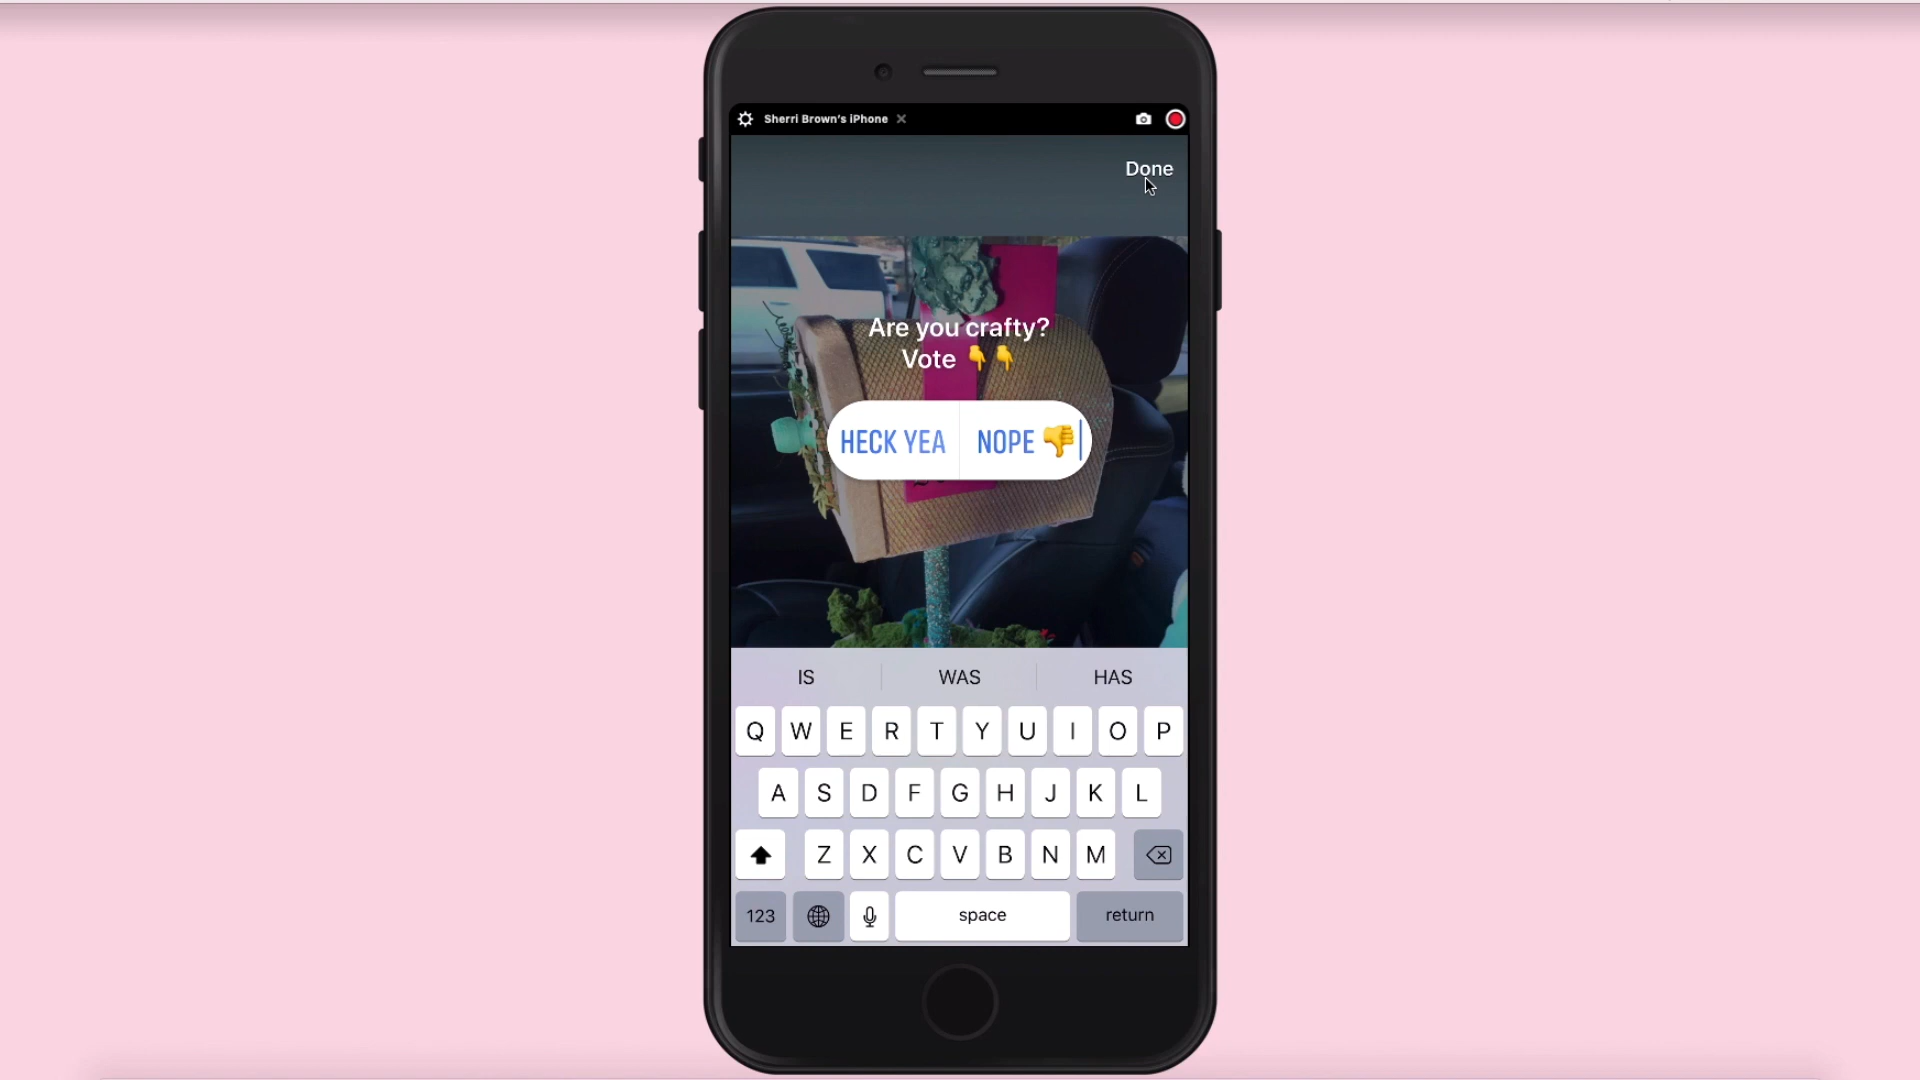 Sherri Brown's iPhone
Done
Are you crafty?
Vote 👇👇
HECK YEA
NOPE 👎
IS WAS HAS
Q W E R T Y U I O P
A S D F G H J K L
Z X C V B N M
123 space return